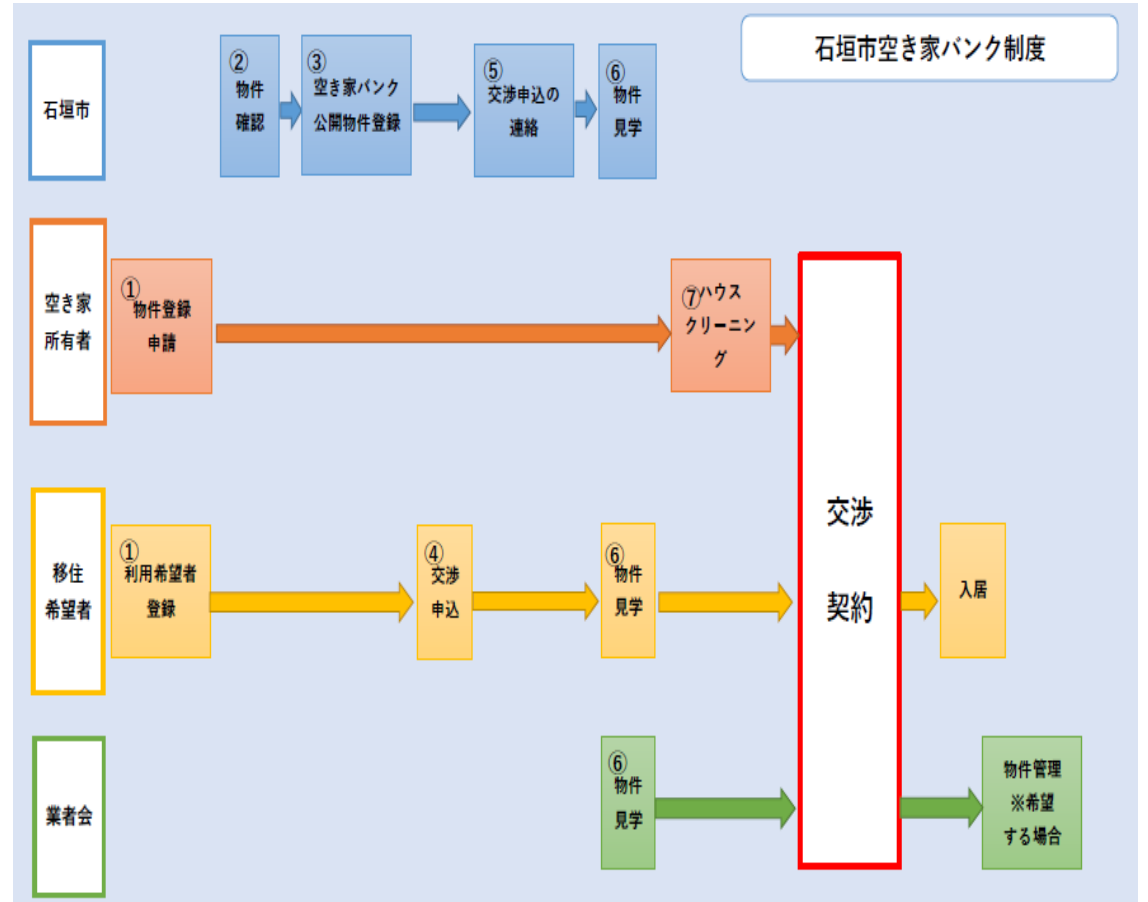 石垣市空き家バンク制度
石垣市
②
物件
確認
③
空き家バンク
公開物件登録
⑤
交渉申込の
連絡
⑥
物件
見学
空き家
所有者
①
物件登録
申請
⑦ハウス
クリーニン
グ
移住
希望者
①
利用希望者
登録
④
交渉
申込
⑥
物件
見学
交渉
契約
入居
業者会
⑥
物件
見学
物件管理
※希望
する場合